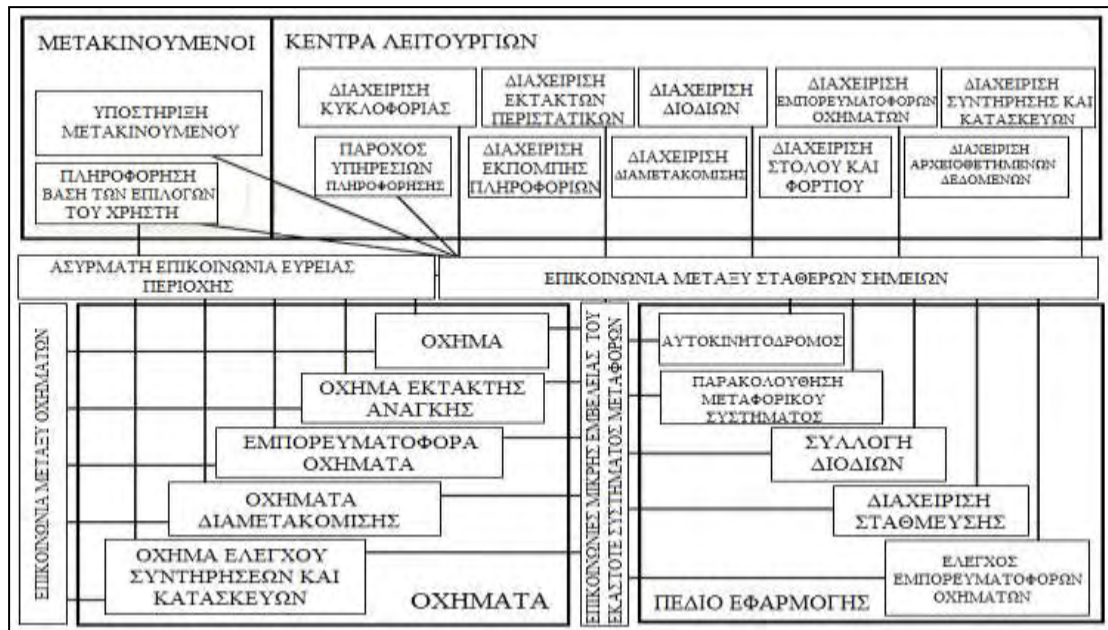 ΜΕΤΑΚΙΝΟΥΜΕΝΟΙ
ΥΠΟΣΤΗΡΙΞΗ
ΜΕΤΑΚΙΝΟΥΜΕΝΟΥ
ΠΛΗΡΟΦΟΡΗΣΗ
ΒΑΣΗ ΤΩΝ ΕΠΙΛΟΓΩΝ
ΤΟΥ ΧΡΗΣΤΗ
ΚΕΝΤΡΑ ΛΕΙΤΟΥΡΓΙΩΝ
ΔΙΑΧΕΙΡΙΣΗ
ΚΥΚΛΟΦΟΡΙΑΣ
ΔΙΑΧΕΙΡΙΣΗ
ΕΚΤΑΚΤΩΝ
ΠΕΡΙΣΤΑΤΙΚΩΝ
ΔΙΑΧΕΙΡΙΣΗ
ΔΙΟΔΙΩΝ
ΔΙΑΧΕΙΡΙΣΗ
ΕΜΠΟΡΕΥΜΑΤΟΦΟΡΩΝ
ΟΧΗΜΑΤΩΝ
ΔΙΑΧΕΙΡΙΣΗ
ΣΥΝΤΗΡΗΣΗΣ ΚΑΙ
ΚΑΤΑΣΚΕΥΩΝ
ΠΑΡΟΧΟΣ
ΥΠΗΡΕΣΙΩΝ
ΠΛΗΡΟΦΟΡΗΣΗΣ
ΔΙΑΧΕΙΡΙΣΗ
ΕΚΠΟΜΠΗΣ
ΠΛΗΡΟΦΟΡΙΩΝ
ΔΙΑΧΕΙΡΙΣΗ
ΔΙΑΜΕΤΑΚΟΜΙΣΗΣ
ΔΙΑΧΕΙΡΙΣΗ
ΣΤΟΛΟΥ ΚΑΙ
ΦΟΡΤΙΟΥ
ΔΙΑΧΕΙΡΙΣΗ
ΑΡΧΕΙΟΘΕΤΗΜΕΝΩΝ
ΔΕΔΟΜΕΝΩΝ
ΑΣΥΡΜΑΤΗ ΕΠΙΚΟΙΝΩΝΙΑ ΕΥΡΕΙΑΣ
ΠΕΡΙΟΧΗΣ
ΕΠΙΚΟΙΝΩΝΙΑ ΜΕΤΑΞΥ ΣΤΑΘΕΡΩΝ ΣΗΜΕΙΩΝ
ΕΠΙΚΟΙΝΩΝΙΑ ΜΕΤΑΞΥ ΟΧΗΜΑΤΩΝ
ΟΧΗΜΑ
ΟΧΗΜΑ ΕΚΤΑΚΤΗΣ
ΑΝΑΓΚΗΣ
ΕΜΠΟΡΕΥΜΑΤΟΦΟΡΑ
ΟΧΗΜΑΤΑ
ΟΧΗΜΑΤΑ
ΔΙΑΜΕΤΑΚΟΜΙΣΗΣ
ΟΧΗΜΑ ΕΛΕΓΧΟΥ
ΣΥΝΤΗΡΗΣΕΩΝ ΚΑΙ
ΚΑΤΑΣΚΕΥΩΝ
ΟΧΗΜΑΤΑ
ΕΠΙΚΟΙΝΩΝΙΕΣ ΜΙΚΡΗΣ ΕΜΒΕΛΕΙΑΣ ΤΟΥ
ΕΚΑΣΤΟΤΕ ΣΥΣΤΗΜΑΤΟΣ ΜΕΤΑΦΟΡΩΝ
ΑΥΤΟΚΙΝΗΤΟΔΡΟΜΟΣ
ΠΑΡΑΚΟΛΟΥΘΗΣΗ
ΜΕΤΑΦΟΡΙΚΟΥ
ΣΥΣΤΗΜΑΤΟΣ
ΣΥΛΛΟΓΗ
ΔΙΟΔΙΩΝ
ΔΙΑΧΕΙΡΙΣΗ
ΣΤΑΘΜΕΥΣΗΣ
ΕΛΕΓΧΟΣ
ΕΜΠΟΡΕΥΜΑΤΟΦΟΡΩΝ
ΟΧΗΜΑΤΩΝ
ΠΕΔΙΟ ΕΦΑΡΜΟΓΗΣ